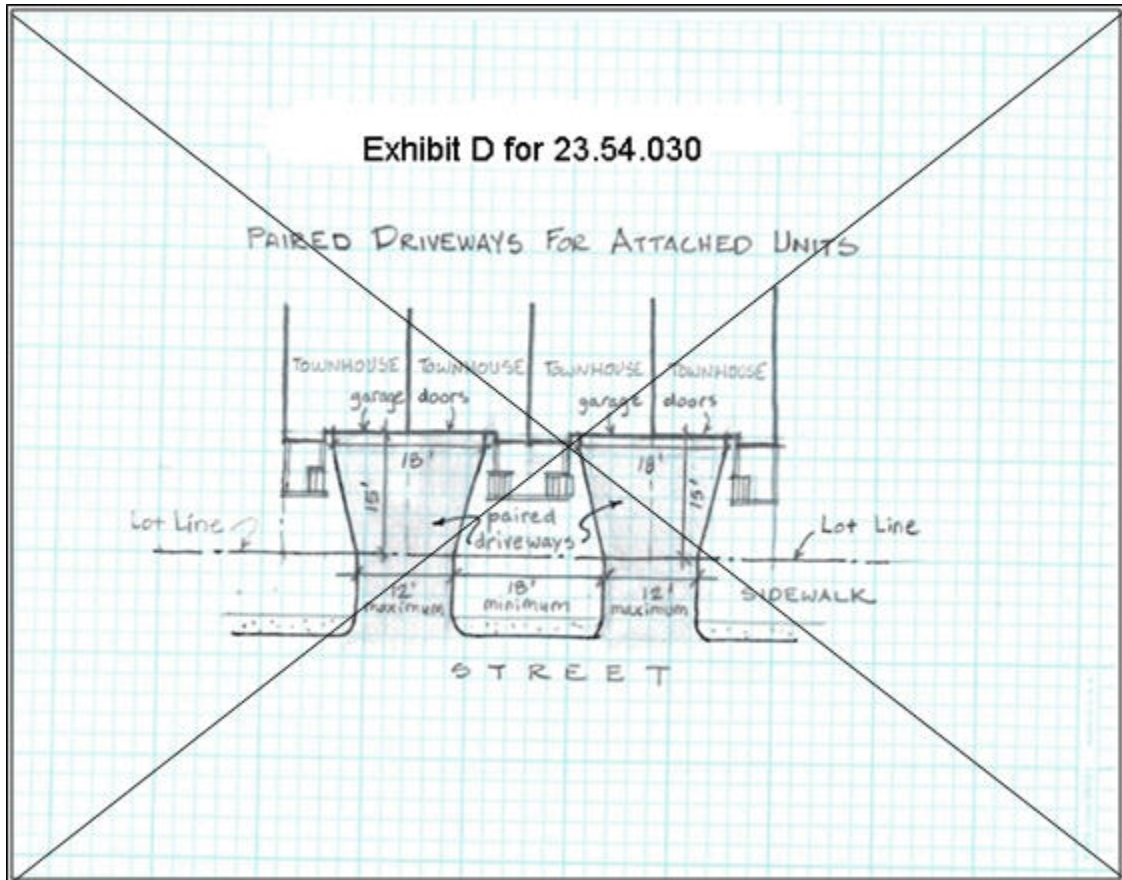 Exhibit D for 23.54.030
PAIRED DRIVEWAYS FOR ATTACHED UNITS
TOWNHOUSE TOWNHOUSE TOWNHOUSE TOWNHOUSE
garage doors garage doors
18' 18'
15' 15'
Lot Line paired driveways Lot Line
12' maximum 18' minimum 12' maximum
SIDEWALK
STREET